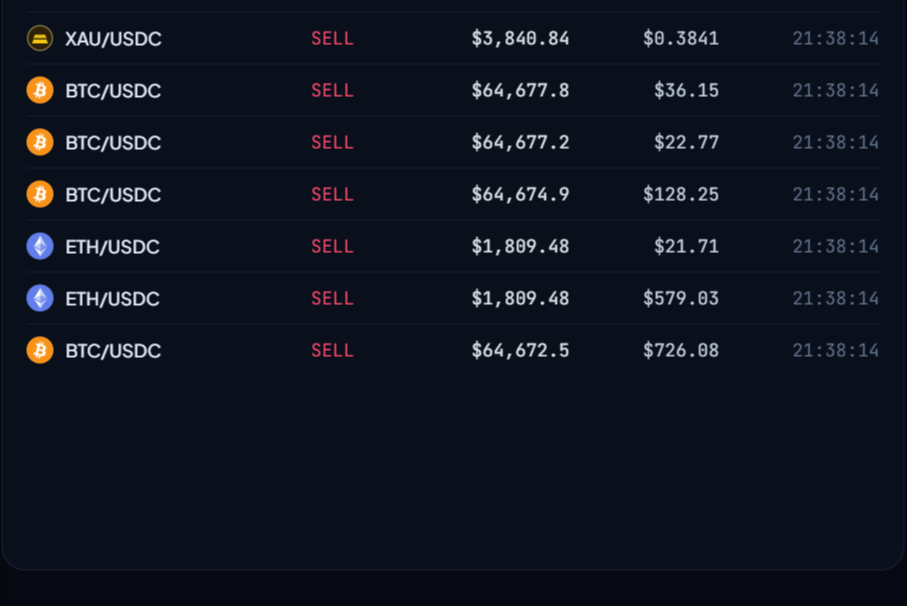 XAU/USDC SELL $3,840.84 $0.3841 21:38:14
BTC/USDC SELL $64,677.8 $36.15 21:38:14
BTC/USDC SELL $64,677.2 $22.77 21:38:14
BTC/USDC SELL $64,674.9 $128.25 21:38:14
ETH/USDC SELL $1,809.48 $21.71 21:38:14
ETH/USDC SELL $1,809.48 $579.03 21:38:14
BTC/USDC SELL $64,672.5 $726.08 21:38:14